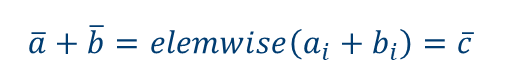 a̅ + b̅ = elemwise(aᵢ + bᵢ) = c̅